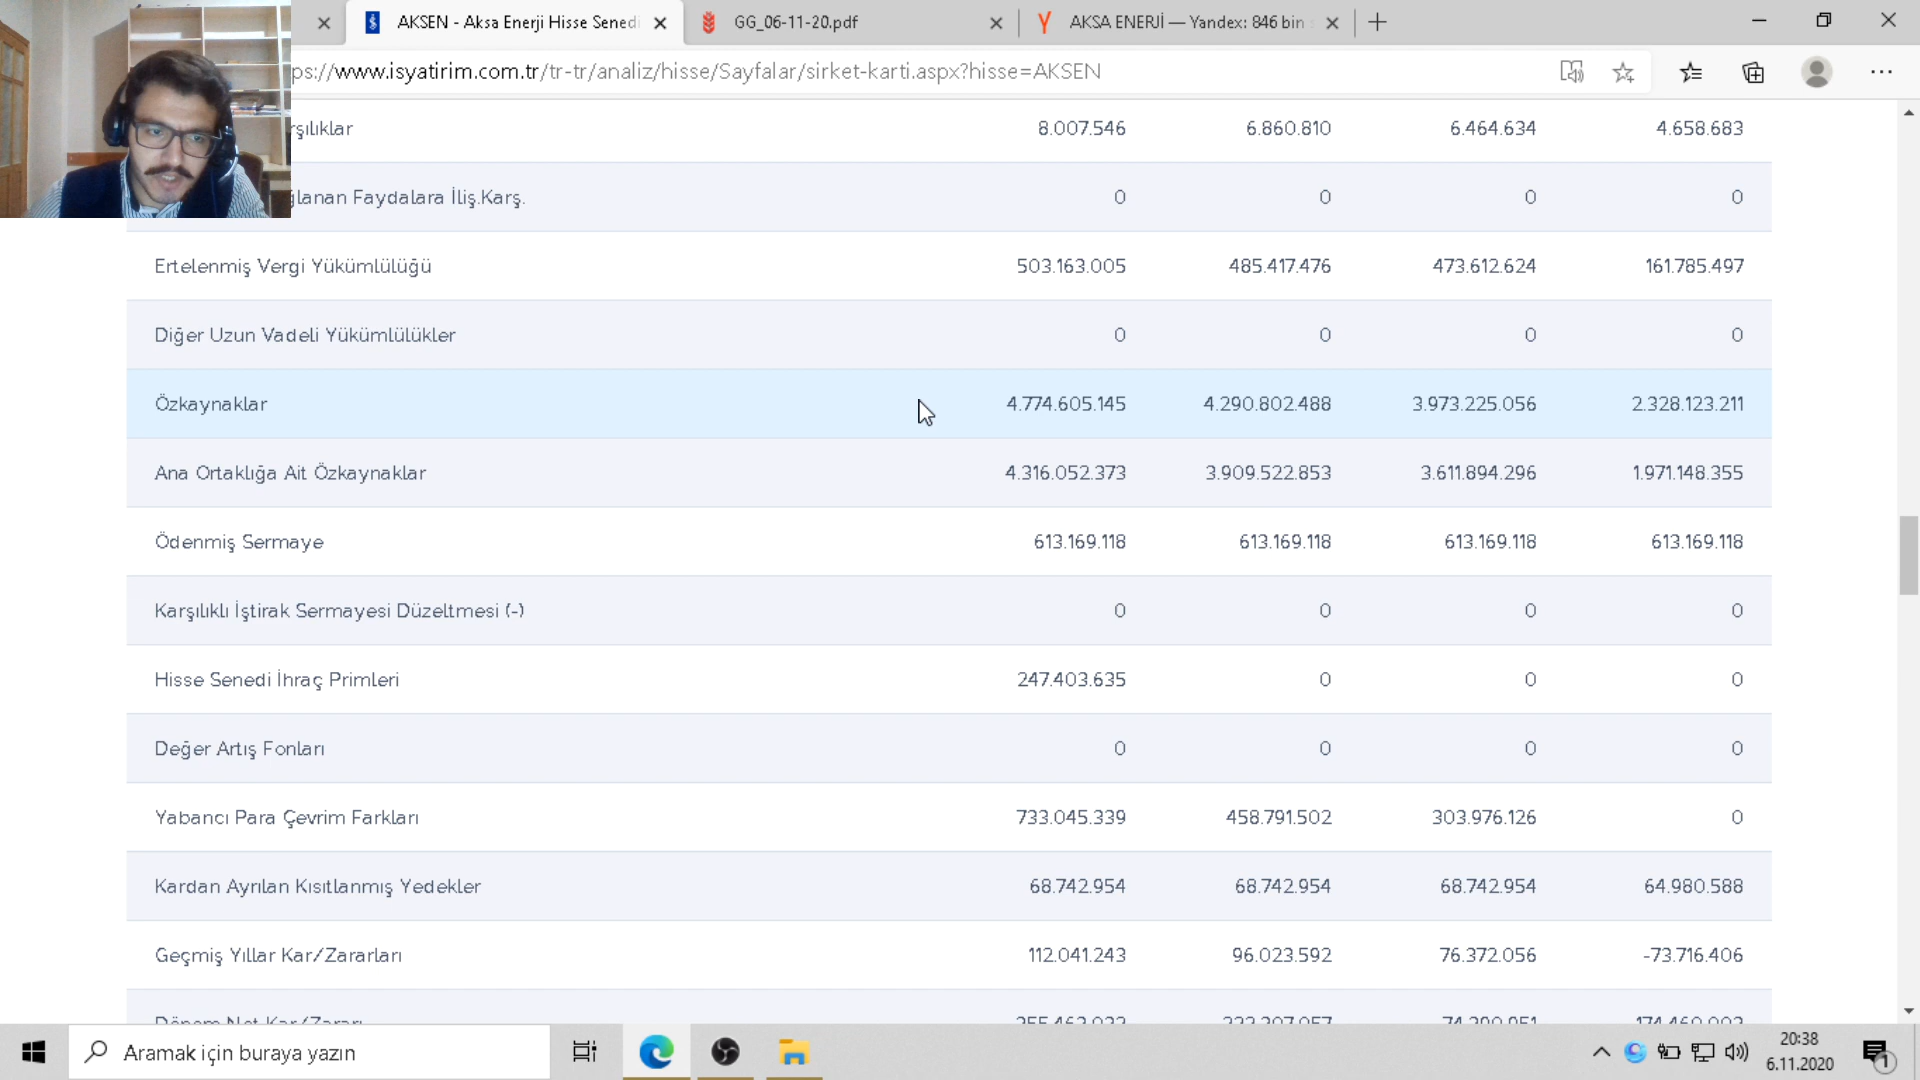 AKSEN - Aksa Enerji Hisse Senedi
GG_06-11-20.pdf
AKSA ENERJİ — Yandex: 846 bin
ps://www.isyatirim.com.tr/tr-tr/analiz/hisse/Sayfalar/sirket-karti.aspx?hisse=AKSEN
rşılıklar 8.007.546 6.860.810 6.464.634 4.658.683
ğlanan Faydalara İliş.Karş. 0 0 0 0
Ertelenmiş Vergi Yükümlülüğü 503.163.005 485.417.476 473.612.624 161.785.497
Diğer Uzun Vadeli Yükümlülükler 0 0 0 0
Özkaynaklar 4.774.605.145 4.290.802.488 3.973.225.056 2.328.123.211
Ana Ortaklığa Ait Özkaynaklar 4.316.052.373 3.909.522.853 3.611.894.296 1.971.148.355
Ödenmiş Sermaye 613.169.118 613.169.118 613.169.118 613.169.118
Karşılıklı İştirak Sermayesi Düzeltmesi (-) 0 0 0 0
Hisse Senedi İhraç Primleri 247.403.635 0 0 0
Değer Artış Fonları 0 0 0 0
Yabancı Para Çevrim Farkları 733.045.339 458.791.502 303.976.126 0
Kardan Ayrılan Kısıtlanmış Yedekler 68.742.954 68.742.954 68.742.954 64.980.588
Geçmiş Yıllar Kar/Zararları 112.041.243 96.023.592 76.372.056 -73.716.406
Dönem Net Kar/Zararı
Aramak için buraya yazın
20:38
6.11.2020
1